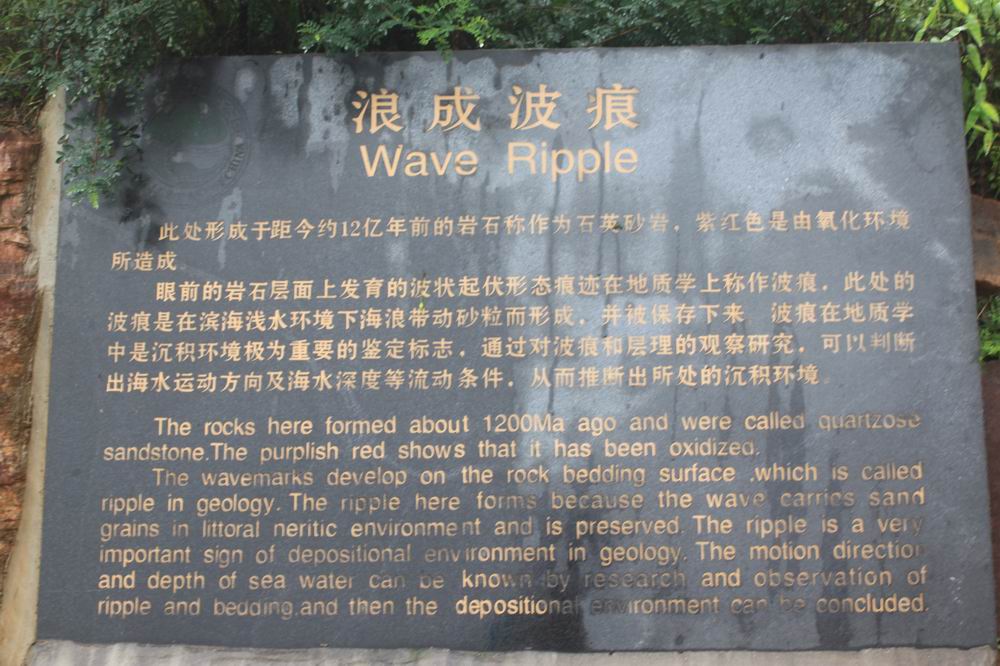 浪成波痕
Wave Ripple
此处形成于距今约12亿年前的岩石称作为石英砂岩，紫红色是由氧化环境
所造成。
眼前的岩石层面上发育的波状起伏形态痕迹在地质学上称作波痕，此处的
波痕是在滨海浅水环境下海浪带动砂粒而形成，并被保存下来。波痕在地质学
中是沉积环境极为重要的鉴定标志，通过对波痕和层理的观察研究，可以判断
出海水运动方向及海水深度等流动条件，从而推断出所处的沉积环境。
The rocks here formed about 1200Ma ago and were called quartzose
sandstone.The purplish red shows that it has been oxidized.
The wavemarks develop on the rock bedding surface ,which is called
ripple in geology. The ripple here forms because the wave carries sand
grains in littoral neritic environment and is preserved. The ripple is a very
important sign of depositional environment in geology. The motion direction
and depth of sea water can be known by research and observation of
ripple and bedding,and then the depositional environment can be concluded.